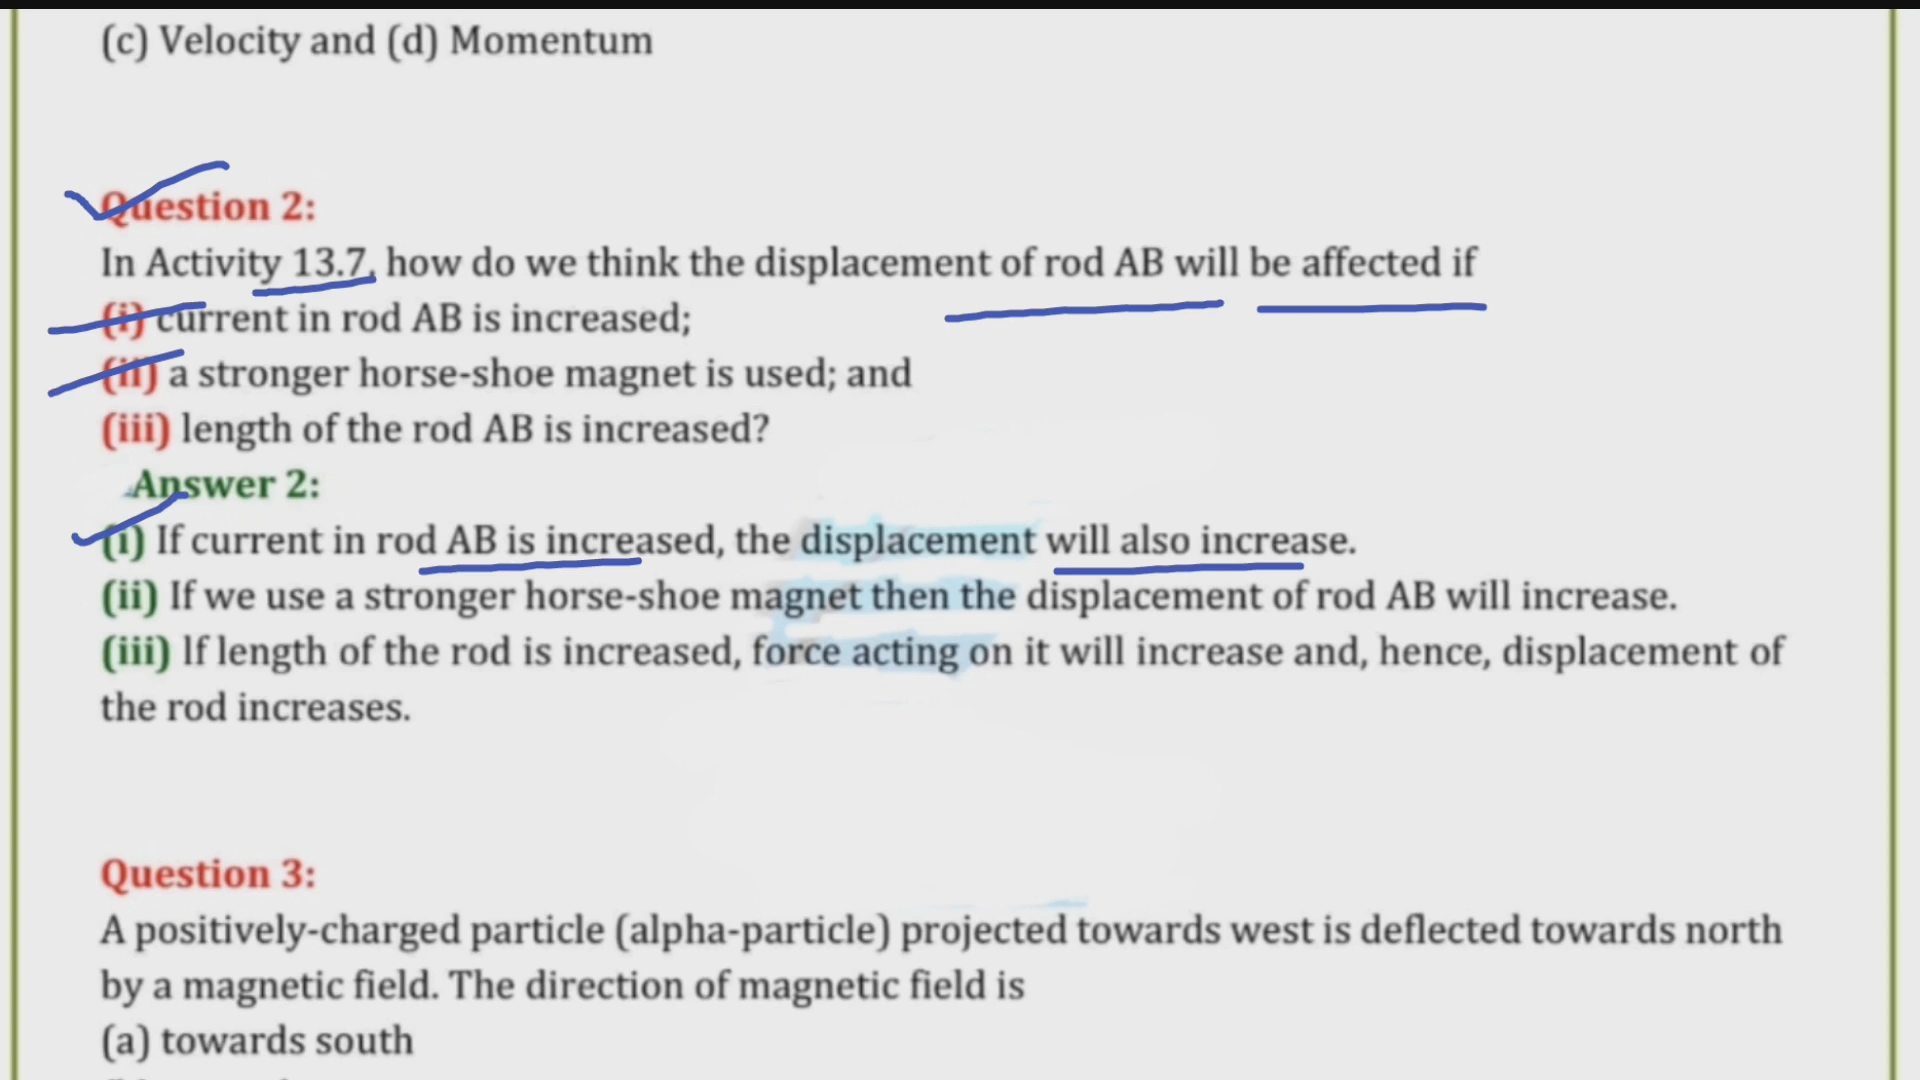 (c) Velocity and (d) Momentum
Question 2:
In Activity 13.7, how do we think the displacement of rod AB will be affected if
(i) current in rod AB is increased;
(ii) a stronger horse-shoe magnet is used; and
(iii) length of the rod AB is increased?
Answer 2:
(i) If current in rod AB is increased, the displacement will also increase.
(ii) If we use a stronger horse-shoe magnet then the displacement of rod AB will increase.
(iii) lf length of the rod is increased, force acting on it will increase and, hence, displacement of
the rod increases.
Question 3:
A positively-charged particle (alpha-particle) projected towards west is deflected towards north
by a magnetic field. The direction of magnetic field is
(a) towards south